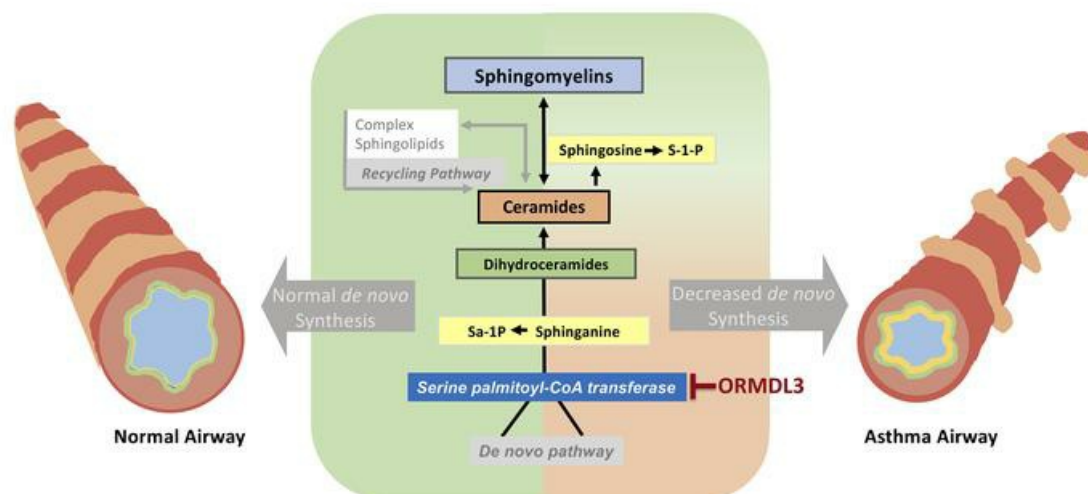 Sphingomyelins
Complex
Sphingolipids
Recycling Pathway
Sphingosine S-1-P
Ceramides
Dihydroceramides
Normal de novo
Synthesis
Decreased de novo
Synthesis
Sa-1P Sphinganine
Serine palmitoyl-CoA transferase
ORMDL3
De novo pathway
Normal Airway
Asthma Airway